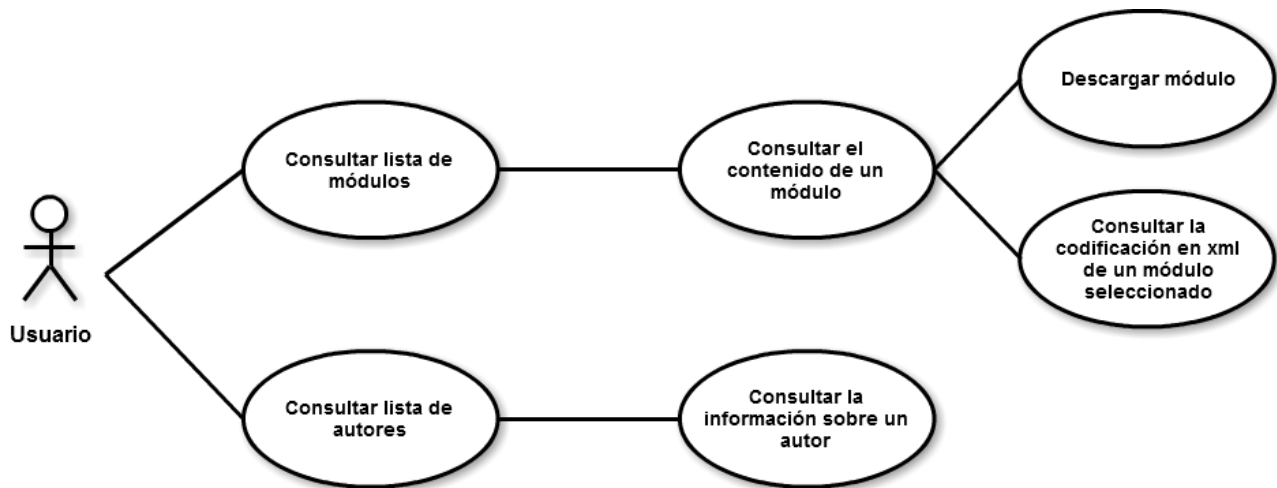 Descargar módulo
Consultar lista de
módulos
Consultar el
contenido de un
módulo
Consultar la
codificación en xml
de un módulo
seleccionado
Usuario
Consultar lista de
autores
Consultar la
información sobre un
autor